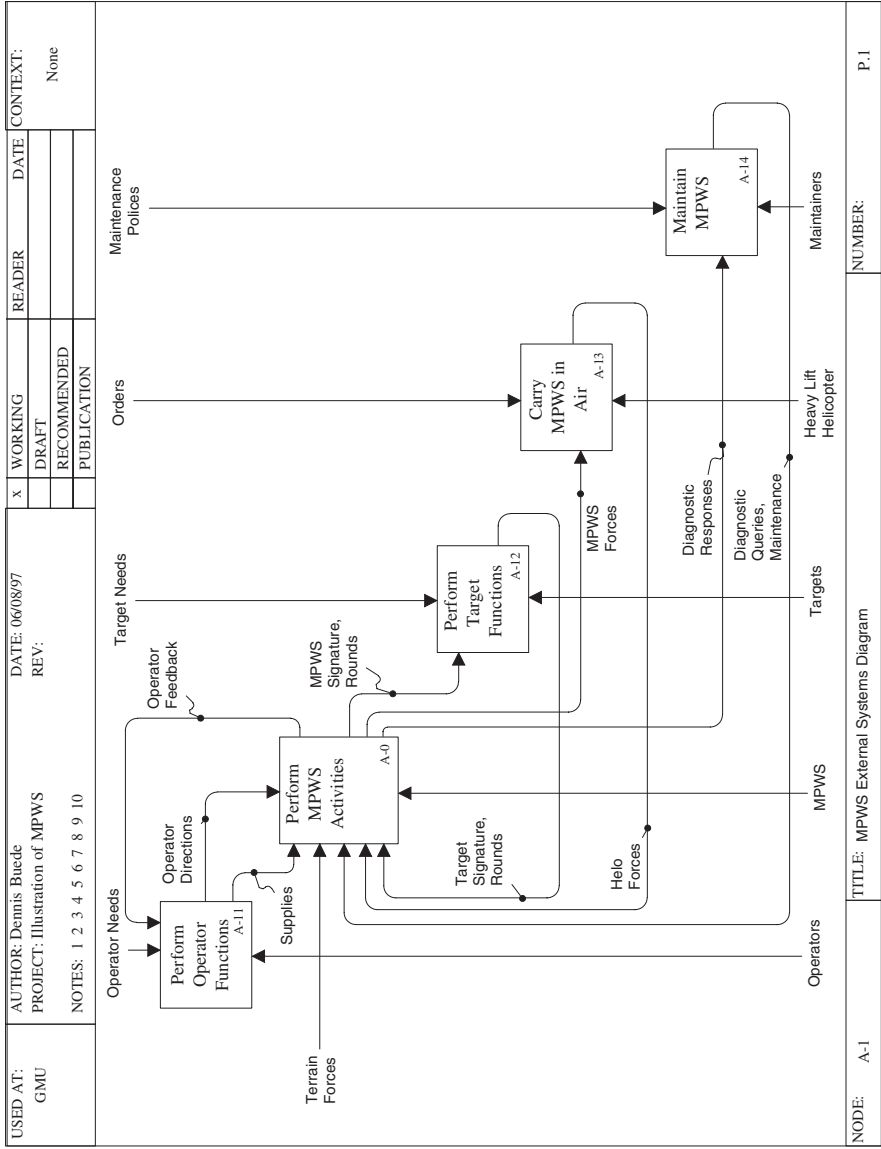 USED AT:
GMU
AUTHOR: Dennis Buede
PROJECT: Illustration of MPWS
NOTES: 1 2 3 4 5 6 7 8 9 10
DATE: 06/08/97
REV:
x
WORKING
DRAFT
RECOMMENDED
PUBLICATION
READER
DATE
CONTEXT:
None
Operator Needs
Target Needs
Orders
Maintenance
Polices
Operator
Feedback
Perform
Operator
Functions
A-11
Operator
Directions
Supplies
Terrain
Forces
Perform
MPWS
Activities
A-0
MPWS
Signature,
Rounds
Perform
Target
Functions
A-12
Target
Signature,
Rounds
MPWS
Forces
Carry
MPWS in
Air
A-13
Helo
Forces
Maintain
MPWS
A-14
Diagnostic
Responses
Diagnostic
Queries,
Maintenance
Operators
MPWS
Targets
Heavy Lift
Helicopter
Maintainers
NODE:
A-1
TITLE: MPWS External Systems Diagram
NUMBER:
P.1